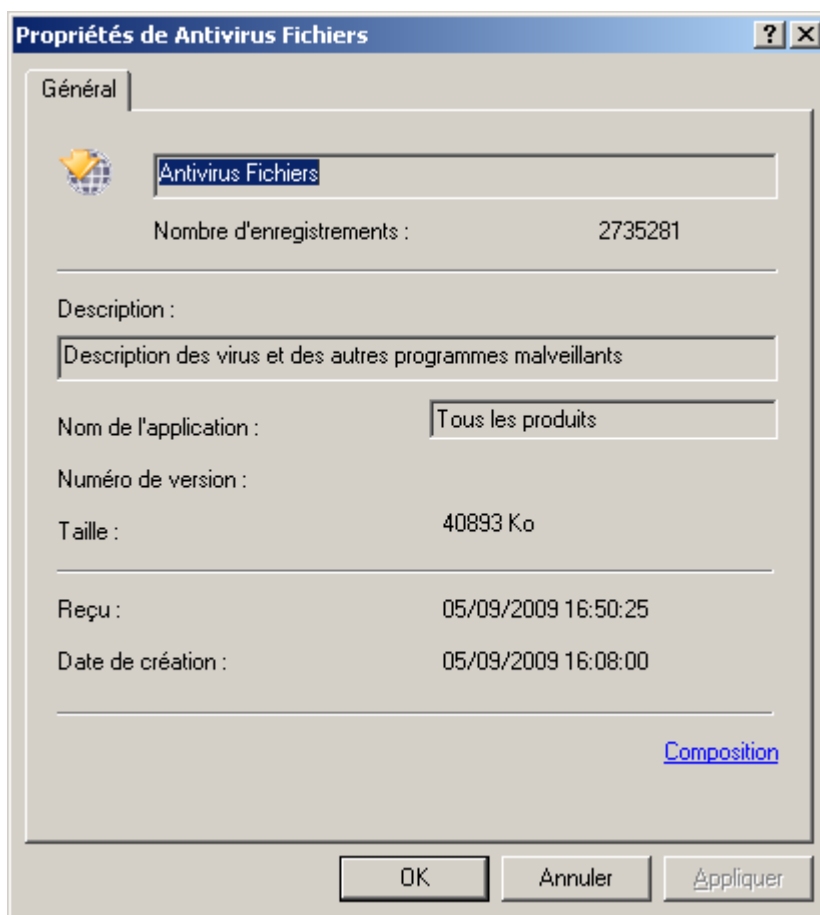 Propriétés de Antivirus Fichiers
Général
Antivirus Fichiers
Nombre d'enregistrements : 2735281
Description :
Description des virus et des autres programmes malveillants
Nom de l'application : Tous les produits
Numéro de version :
Taille : 40893 Ko
Reçu : 05/09/2009 16:50:25
Date de création : 05/09/2009 16:08:00
Composition
OK Annuler Appliquer